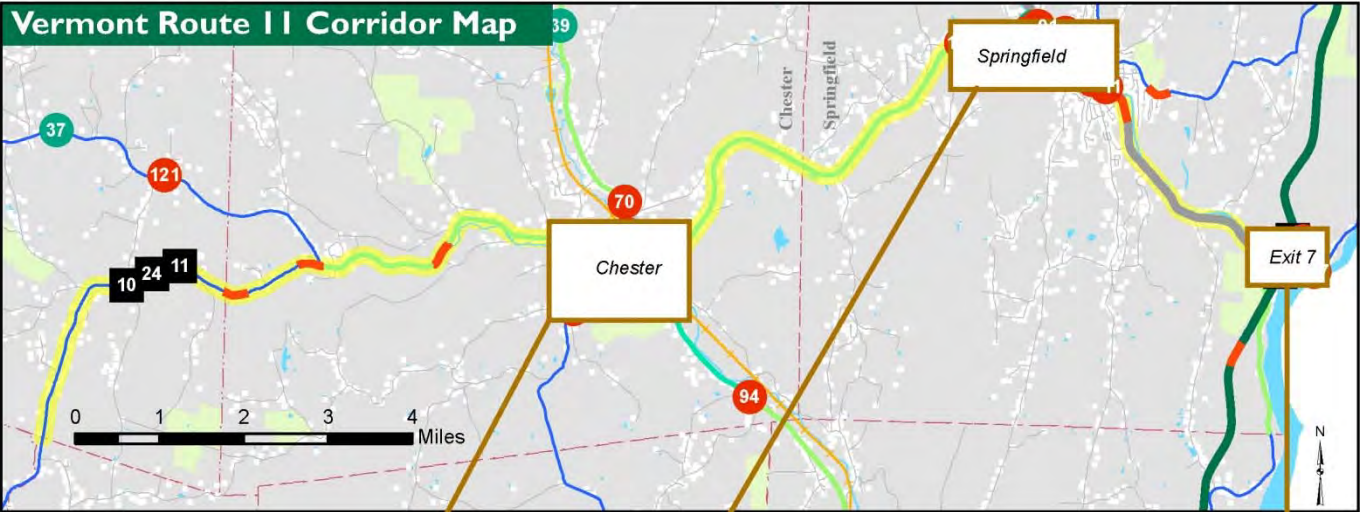 Vermont Route 11 Corridor Map
39
Springfield
Chester
Springfield
37
121
70
11
24
10
Chester
Exit 7
94
0 1 2 3 4
Miles
N